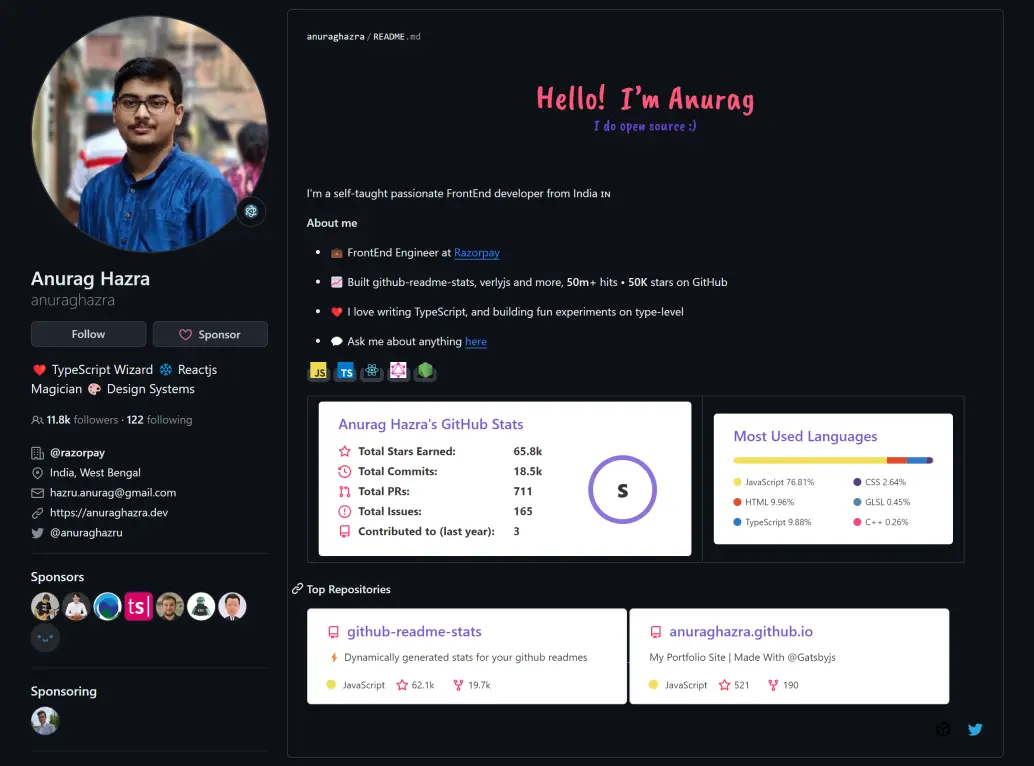 Anurag Hazra
anuraghazra
Follow
Sponsor
❤️ TypeScript Wizard ❄️ Reactjs
Magician 🎨 Design Systems
11.8k followers · 122 following
@razorpay
India, West Bengal
hazru.anurag@gmail.com
https://anuraghazra.dev
@anuraghazru
Sponsors
ts
Sponsoring
anuraghazra/README.md
Hello! I'm Anurag
I do open source :)
I'm a self-taught passionate FrontEnd developer from India IN
About me
• 💼 FrontEnd Engineer at Razorpay
• 📈 Built github-readme-stats, verlyjs and more, 50m+ hits • 50K stars on GitHub
• ❤️ I love writing TypeScript, and building fun experiments on type-level
• 💬 Ask me about anything here
JS TS
Anurag Hazra's GitHub Stats
Total Stars Earned: 65.8k
Total Commits: 18.5k
Total PRs: 711
Total Issues: 165
Contributed to (last year): 3
S
Most Used Languages
JavaScript 76.81%
HTML 9.96%
TypeScript 9.88%
CSS 2.64%
GLSL 0.45%
C++ 0.26%
Top Repositories
github-readme-stats
⚡ Dynamically generated stats for your github readmes
JavaScript 62.1k 19.7k
anuraghazra.github.io
My Portfolio Site | Made With @Gatsbyjs
JavaScript 521 190